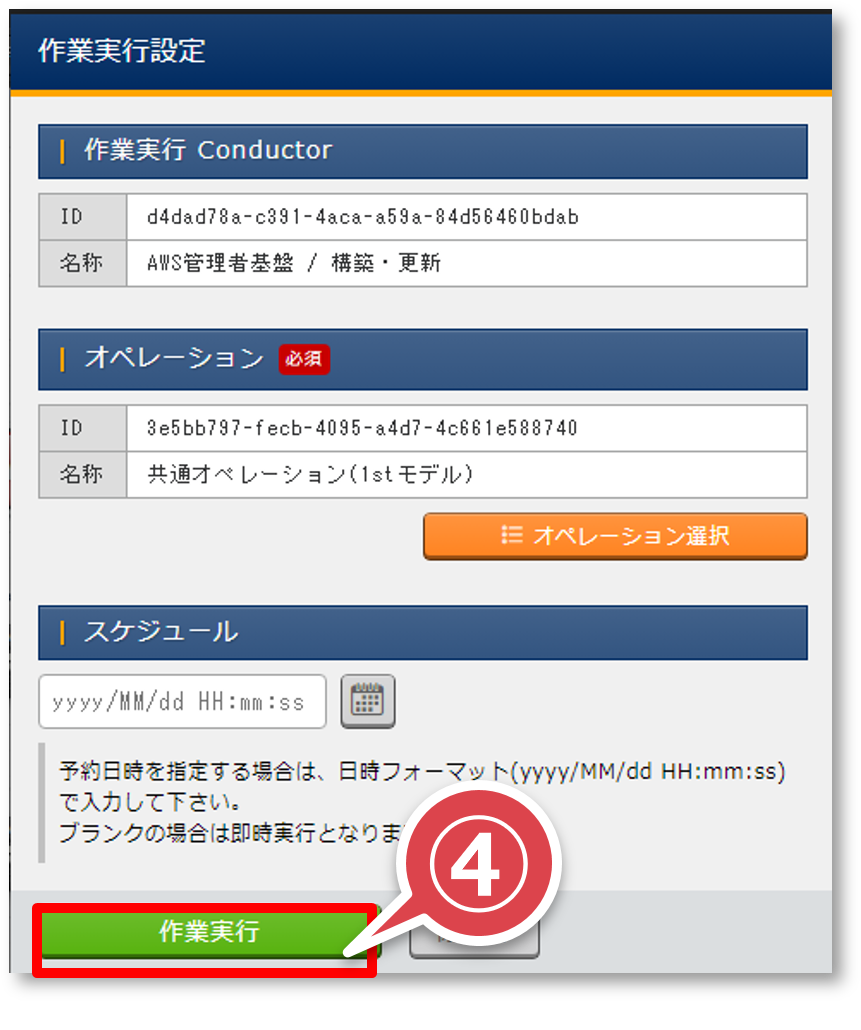 作業実行設定
作業実行 Conductor
ID d4dad78a-c391-4aca-a59a-84d56460bdab
名称 AWS管理者基盤 / 構築・更新
オペレーション 必須
ID 3e5bb797-fecb-4095-a4d7-4c661e588740
名称 共通オペレーション(1stモデル)
オペレーション選択
スケジュール
yyyy/MM/dd HH:mm:ss
予約日時を指定する場合は、日時フォーマット(yyyy/MM/dd HH:mm:ss)
で入力して下さい。
ブランクの場合は即時実行となりま
4
作業実行